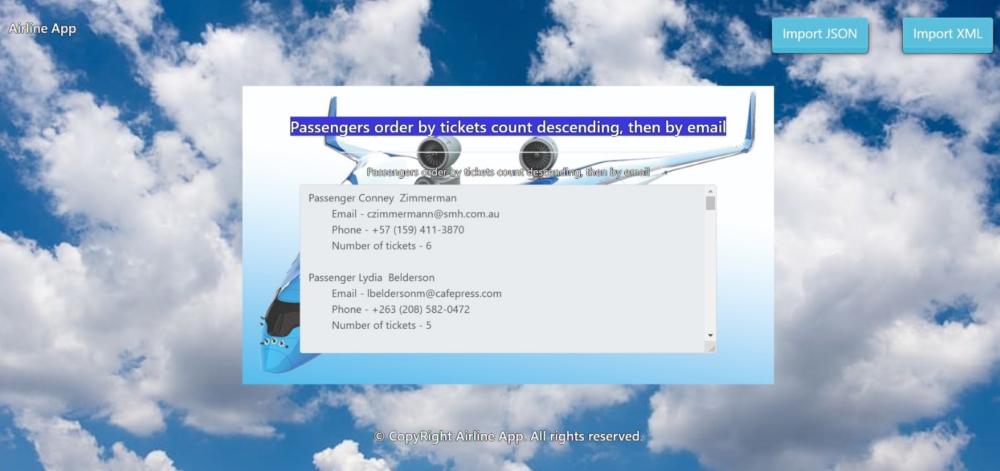 Airline App
Import JSON
Import XML
Passengers order by tickets count descending, then by email
Passengers order by tickets count descending, then by email
Passenger Conney  Zimmerman
Email - czimmermann@smh.com.au
Phone - +57 (159) 411-3870
Number of tickets - 6
Passenger Lydia  Belderson
Email - lbeldersonm@cafepress.com
Phone - +263 (208) 582-0472
Number of tickets - 5
© CopyRight Airline App. All rights reserved.